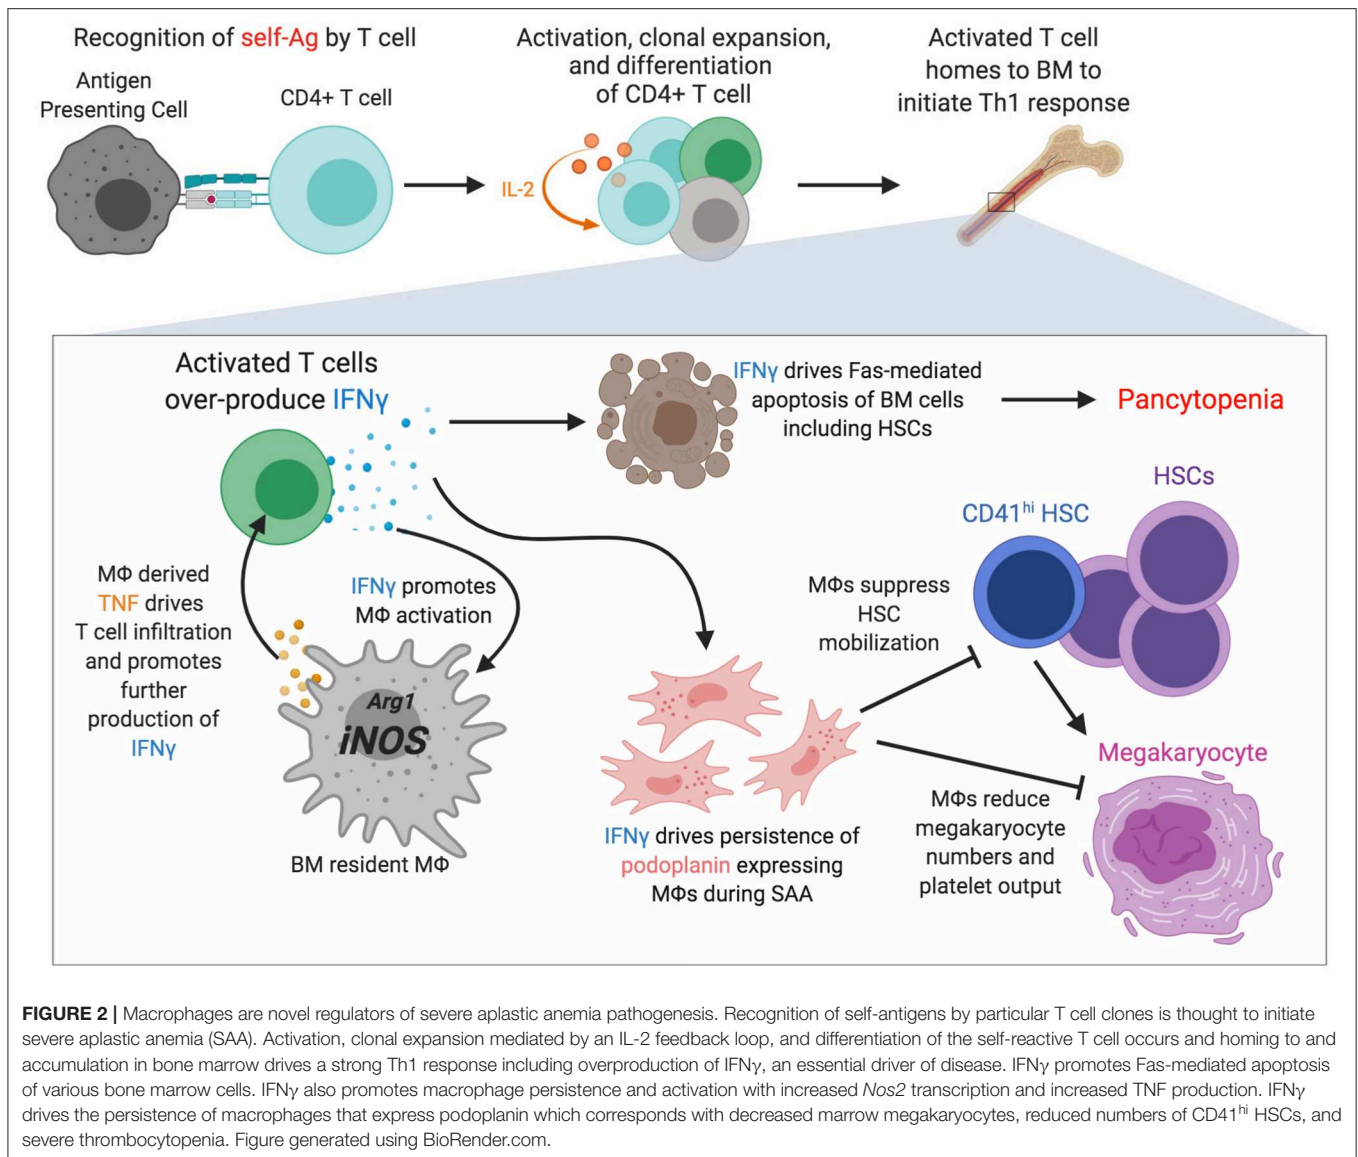 Recognition of self-Ag by T cell
Antigen
Presenting Cell
CD4+ T cell
Activation, clonal expansion,
and differentiation
of CD4+ T cell
IL-2
Activated T cell
homes to BM to
initiate Th1 response
Activated T cells
over-produce IFNγ
IFNγ drives Fas-mediated
apoptosis of BM cells
including HSCs
Pancytopenia
HSCs
CD41hi HSC
MΦ derived
TNF drives
T cell infiltration
and promotes
further
production of
IFNγ
IFNγ promotes
MΦ activation
Arg1
iNOS
BM resident MΦ
MΦs suppress
HSC
mobilization
IFNγ drives persistence of
podoplanin expressing
MΦs during SAA
Megakaryocyte
MΦs reduce
megakaryocyte
numbers and
platelet output
FIGURE 2 | Macrophages are novel regulators of severe aplastic anemia pathogenesis. Recognition of self-antigens by particular T cell clones is thought to initiate
severe aplastic anemia (SAA). Activation, clonal expansion mediated by an IL-2 feedback loop, and differentiation of the self-reactive T cell occurs and homing to and
accumulation in bone marrow drives a strong Th1 response including overproduction of IFNγ, an essential driver of disease. IFNγ promotes Fas-mediated apoptosis
of various bone marrow cells. IFNγ also promotes macrophage persistence and activation with increased Nos2 transcription and increased TNF production. IFNγ
drives the persistence of macrophages that express podoplanin which corresponds with decreased marrow megakaryocytes, reduced numbers of CD41hi HSCs, and
severe thrombocytopenia. Figure generated using BioRender.com.